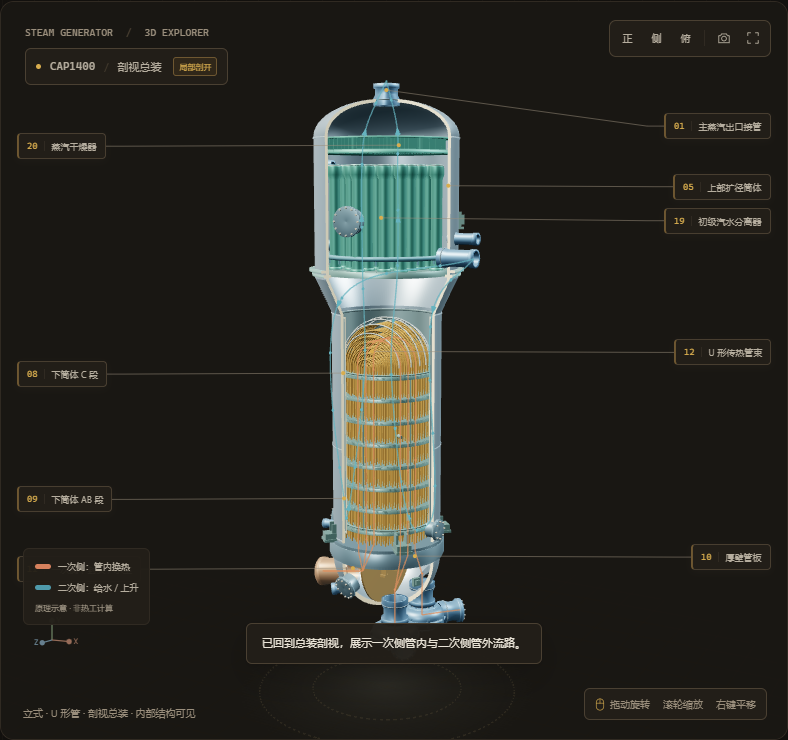 STEAM GENERATOR / 3D EXPLORER
CAP1400 / 剖视总装 局部剖开
正 侧 俯
01 主蒸汽出口接管
20 蒸汽干燥器
05 上部扩径筒体
19 初级汽水分离器
12 U 形传热管束
08 下筒体 C 段
09 下筒体 AB 段
10 厚壁管板
一次侧：管内换热
二次侧：给水 / 上升
原理示意 · 非热工计算
Z X
已回到总装剖视，展示一次侧管内与二次侧管外流路。
拖动旋转 滚轮缩放 右键平移
立式 · U 形管 · 剖视总装 · 内部结构可见